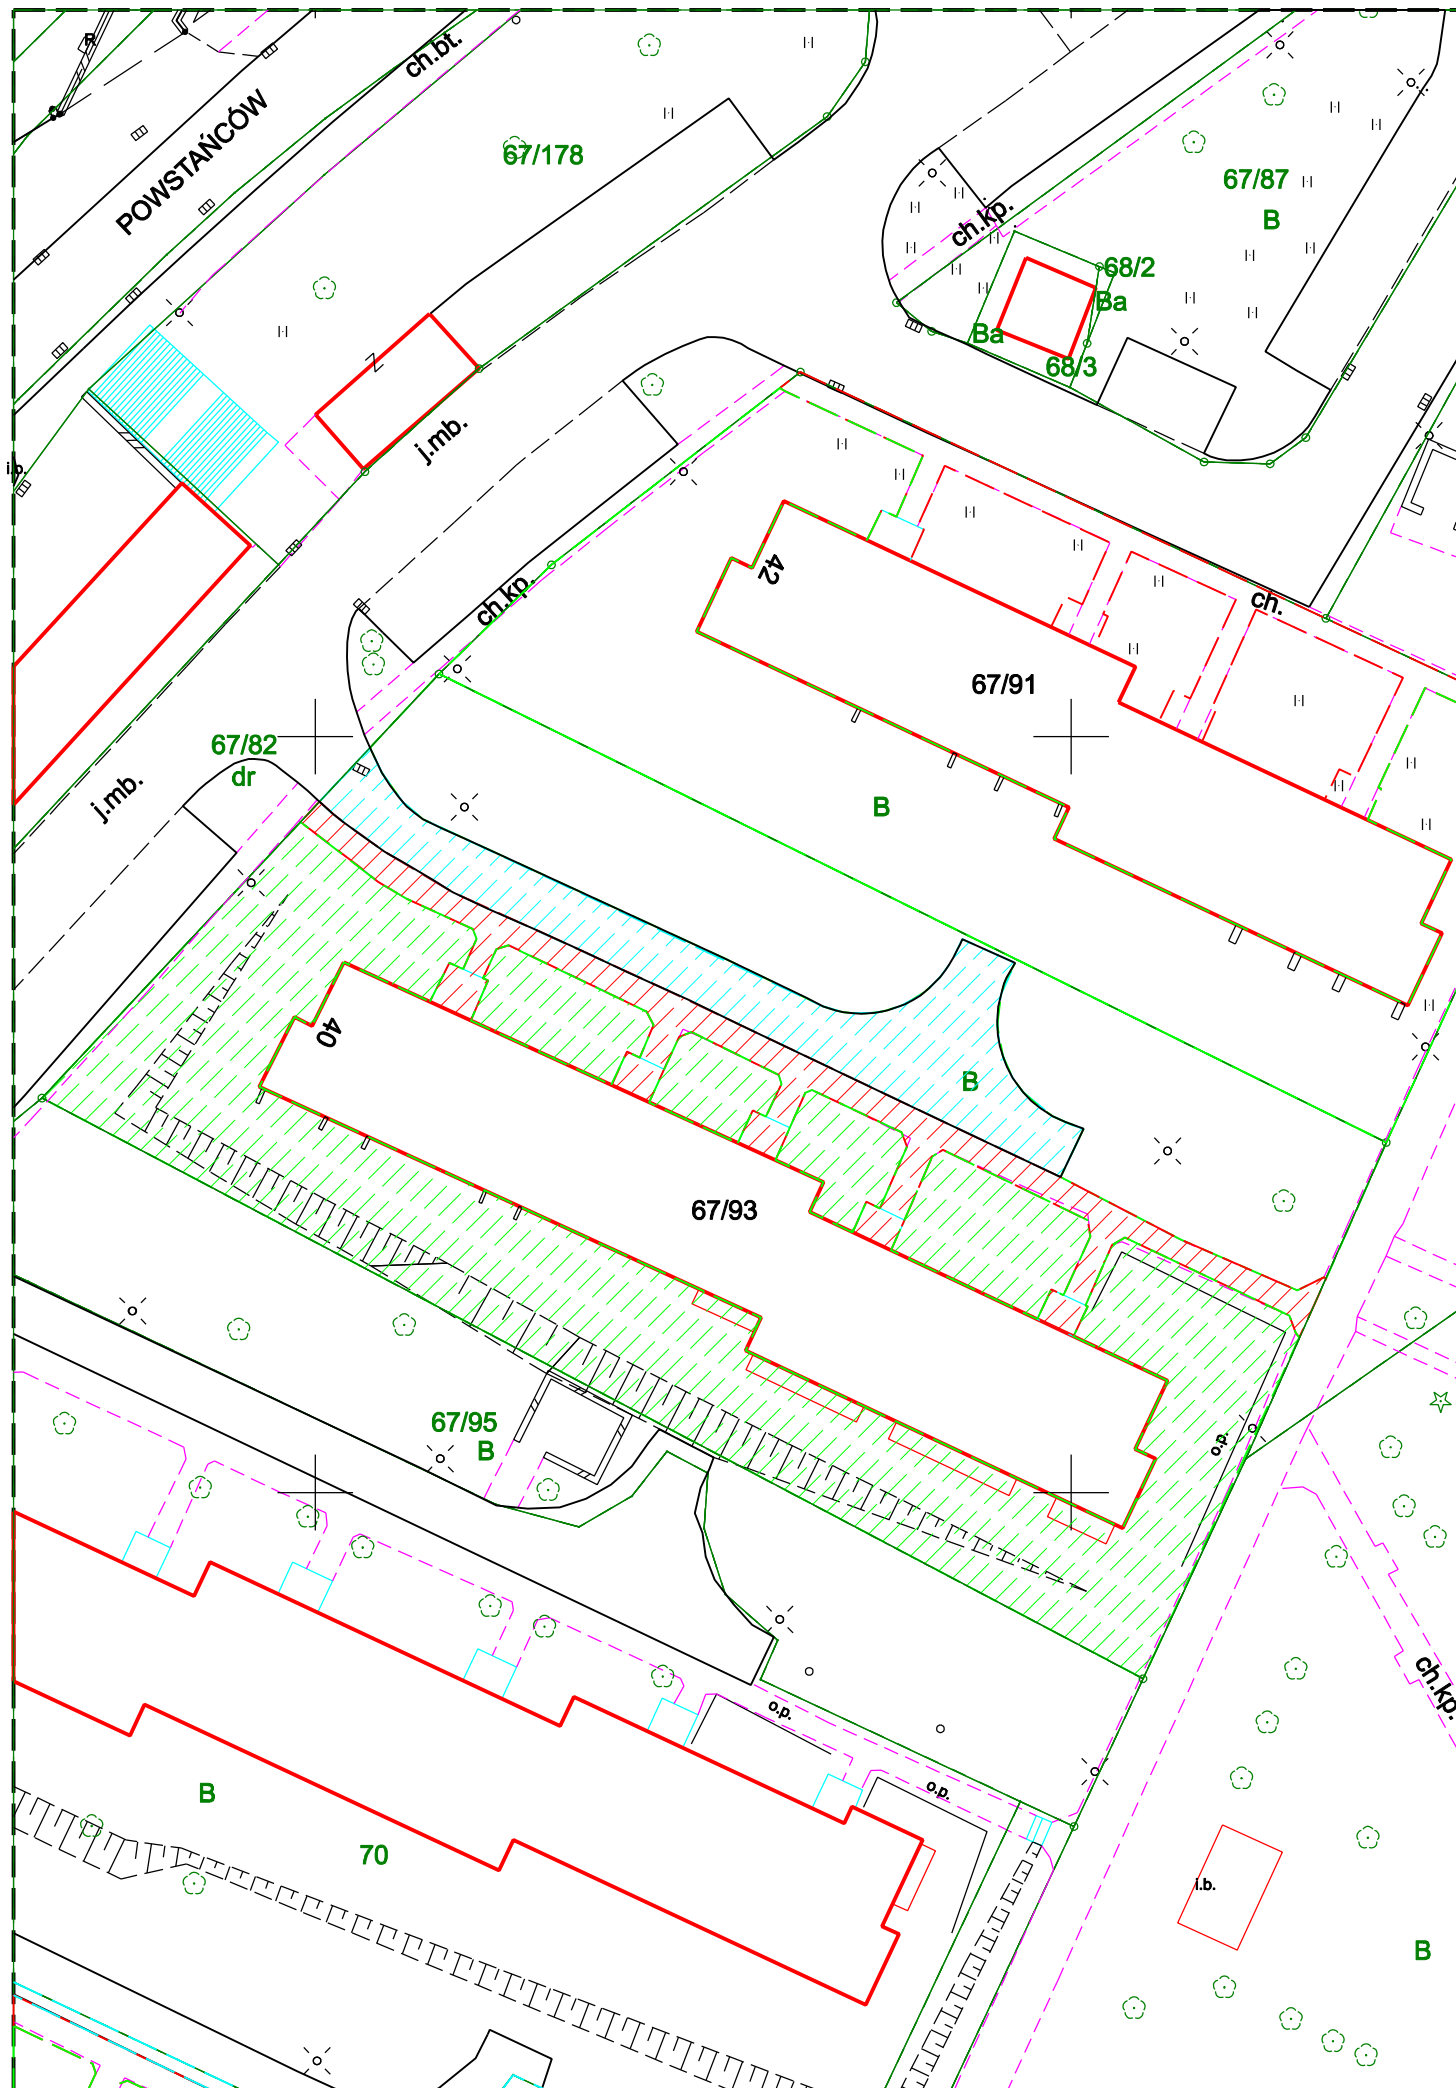 R
ch.bt.
POWSTAŃCÓW
67/178
67/87
B
ch.kp.
68/2
Ba
Ba
68/3
Z
j.mb.
i.b.
42
ch.kp.
ch.
67/91
67/82
dr
j.mb.
B
40
B
67/93
67/95
B
o.p.
ch.kp.
o.p.
o.p.
B
70
i.b.
B